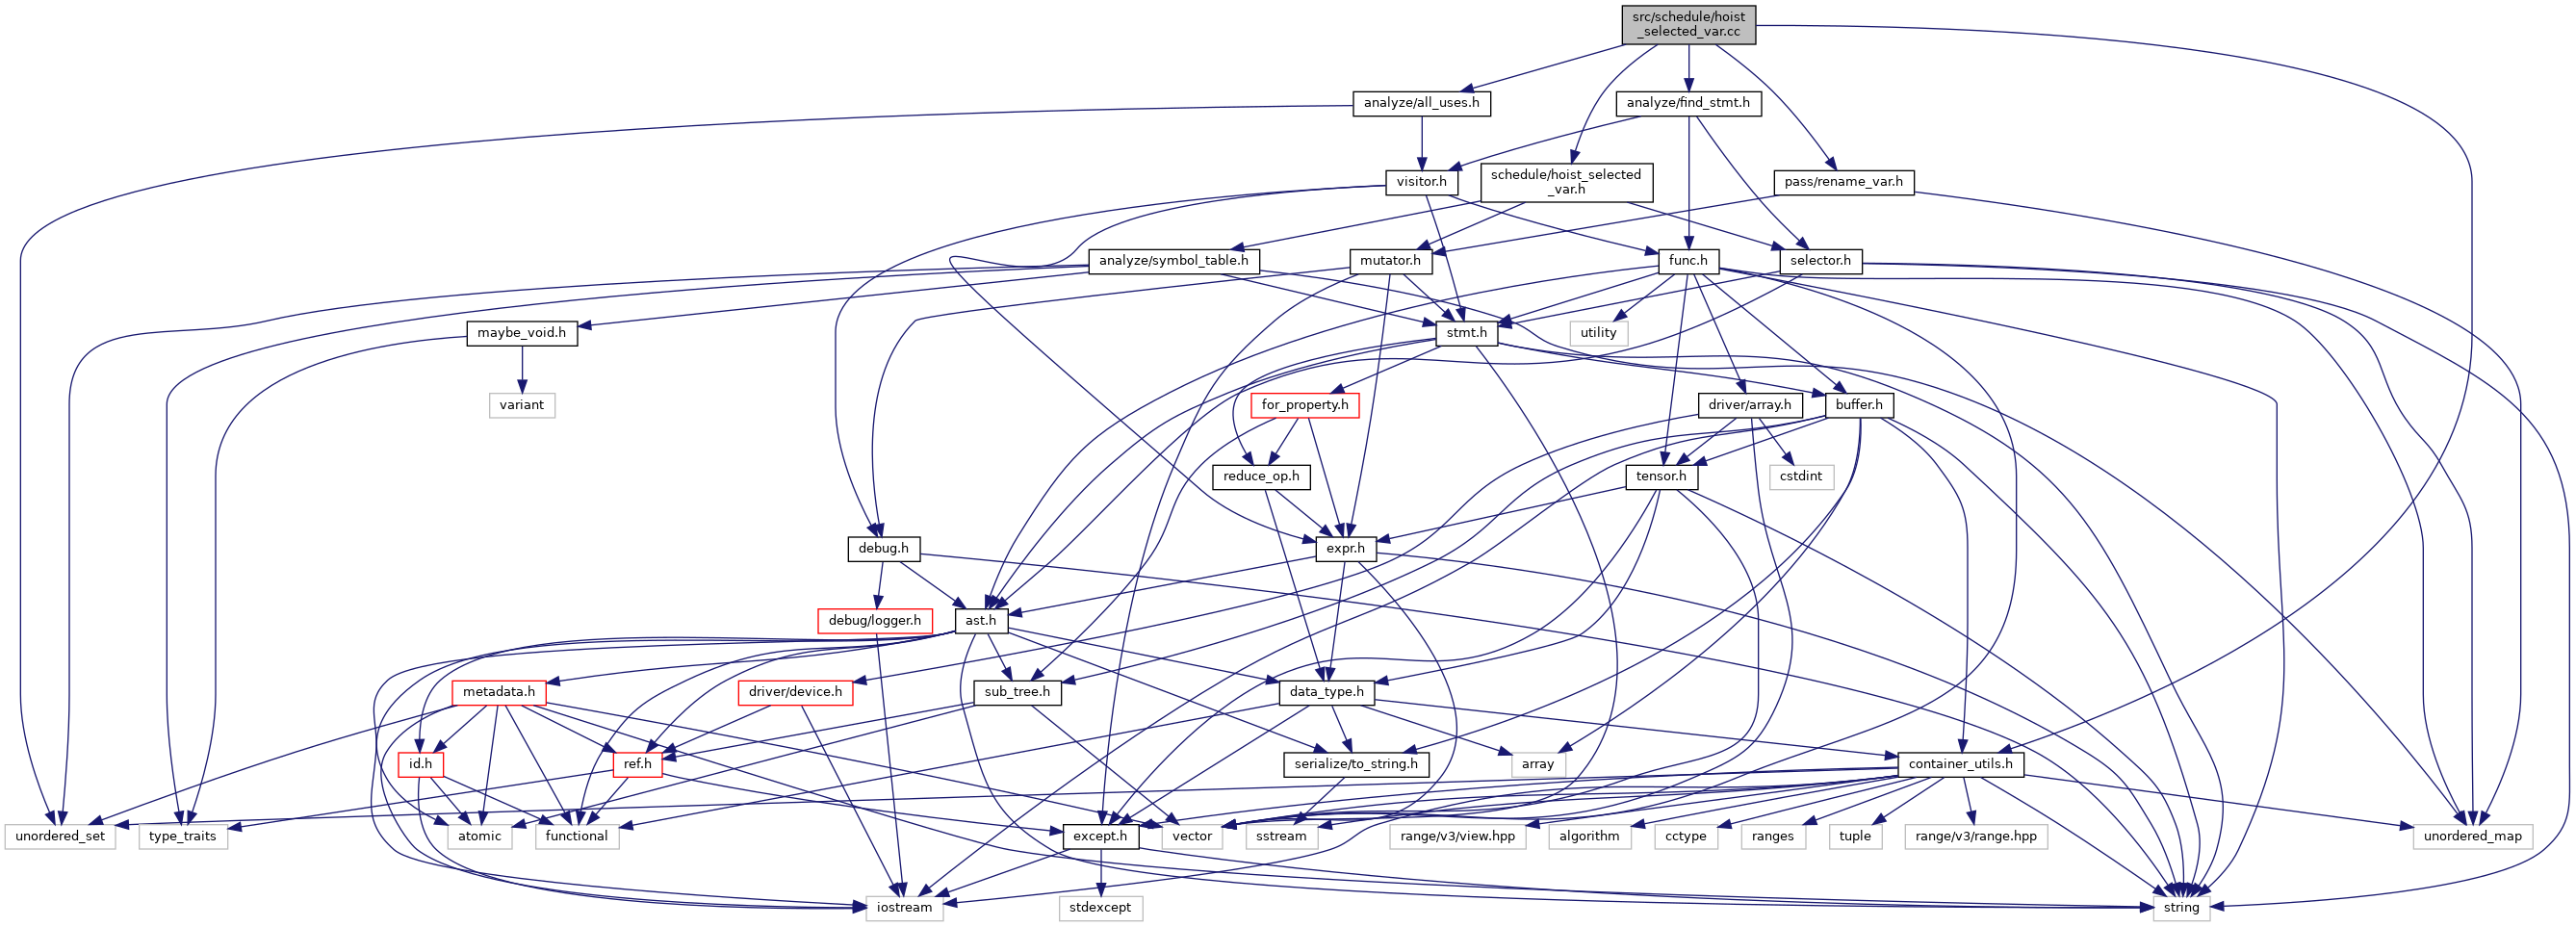 src/schedule/hoist
_selected_var.cc
analyze/all_uses.h
analyze/find_stmt.h
visitor.h
schedule/hoist_selected
_var.h
pass/rename_var.h
analyze/symbol_table.h
mutator.h
func.h
selector.h
maybe_void.h
stmt.h
utility
variant
for_property.h
driver/array.h
buffer.h
reduce_op.h
tensor.h
cstdint
debug.h
expr.h
debug/logger.h
ast.h
metadata.h
driver/device.h
sub_tree.h
data_type.h
id.h
ref.h
serialize/to_string.h
array
container_utils.h
unordered_set
type_traits
atomic
functional
except.h
vector
sstream
range/v3/view.hpp
algorithm
cctype
ranges
tuple
range/v3/range.hpp
unordered_map
iostream
stdexcept
string